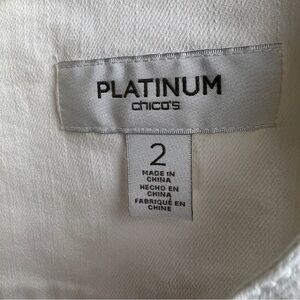 PLATINUM
chico's
2
MADE IN
CHINA
HECHO EN
CHINA
FABRIQUÉ EN
CHINE